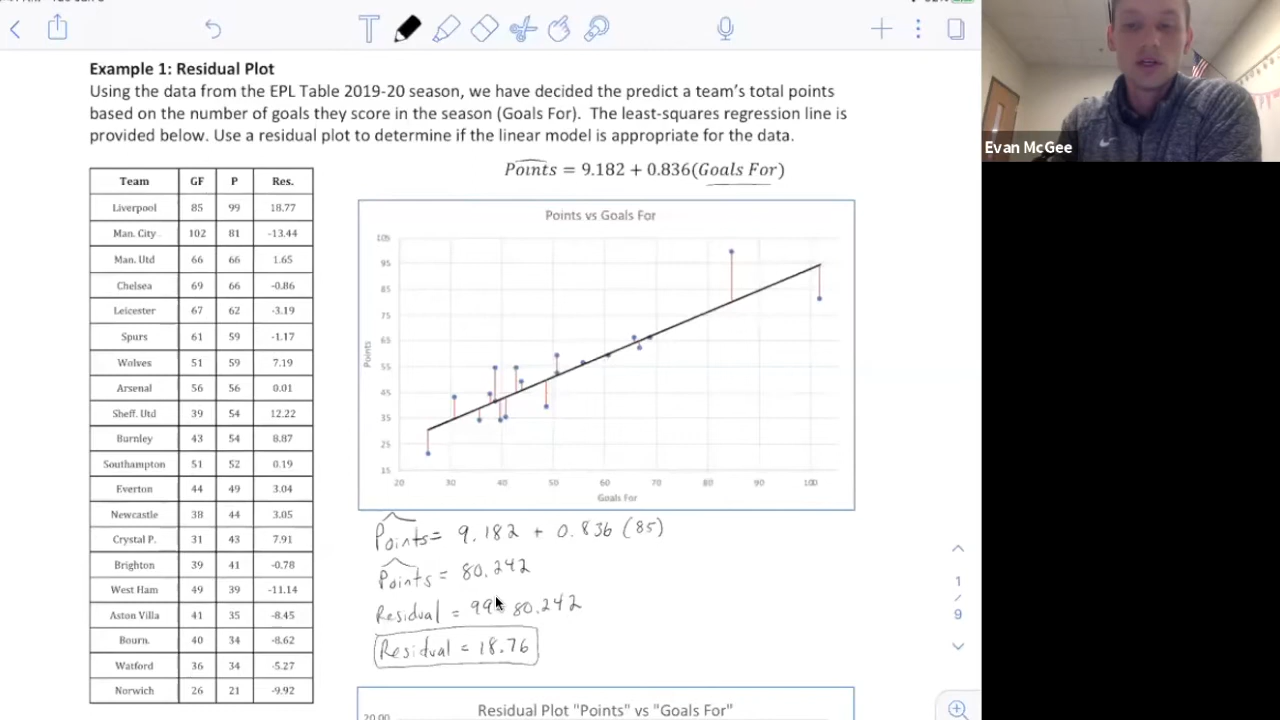 Example 1: Residual Plot
Using the data from the EPL Table 2019-20 season, we have decided the predict a team's total points
based on the number of goals they score in the season (Goals For). The least-squares regression line is
provided below. Use a residual plot to determine if the linear model is appropriate for the data.
Points = 9.182 + 0.836(Goals For)
Evan McGee
Team GF P Res.
Liverpool 85 99 18.77
Man. City 102 81 -13.44
Man. Utd 66 66 1.65
Chelsea 69 66 -0.86
Leicester 67 62 -3.19
Spurs 61 59 -1.17
Wolves 51 59 7.19
Arsenal 56 56 0.01
Sheff. Utd 39 54 12.22
Burnley 43 54 8.87
Southampton 51 52 0.19
Everton 44 49 3.04
Newcastle 38 44 3.05
Crystal P. 31 43 7.91
Brighton 39 41 -0.78
West Ham 49 39 -11.14
Aston Villa 41 35 -8.45
Bourn. 40 34 -8.62
Watford 36 34 -5.27
Norwich 26 21 -9.92
Points vs Goals For
105
95
85
75
65
55
45
35
25
15
Points
20 30 40 50 60 70 80 90 100
Goals For
Points = 9.182 + 0.836 (85)
Points = 80.242
Residual = 99 80.242
Residual = 18.76
1
/
9
Residual Plot "Points" vs "Goals For"
20.00